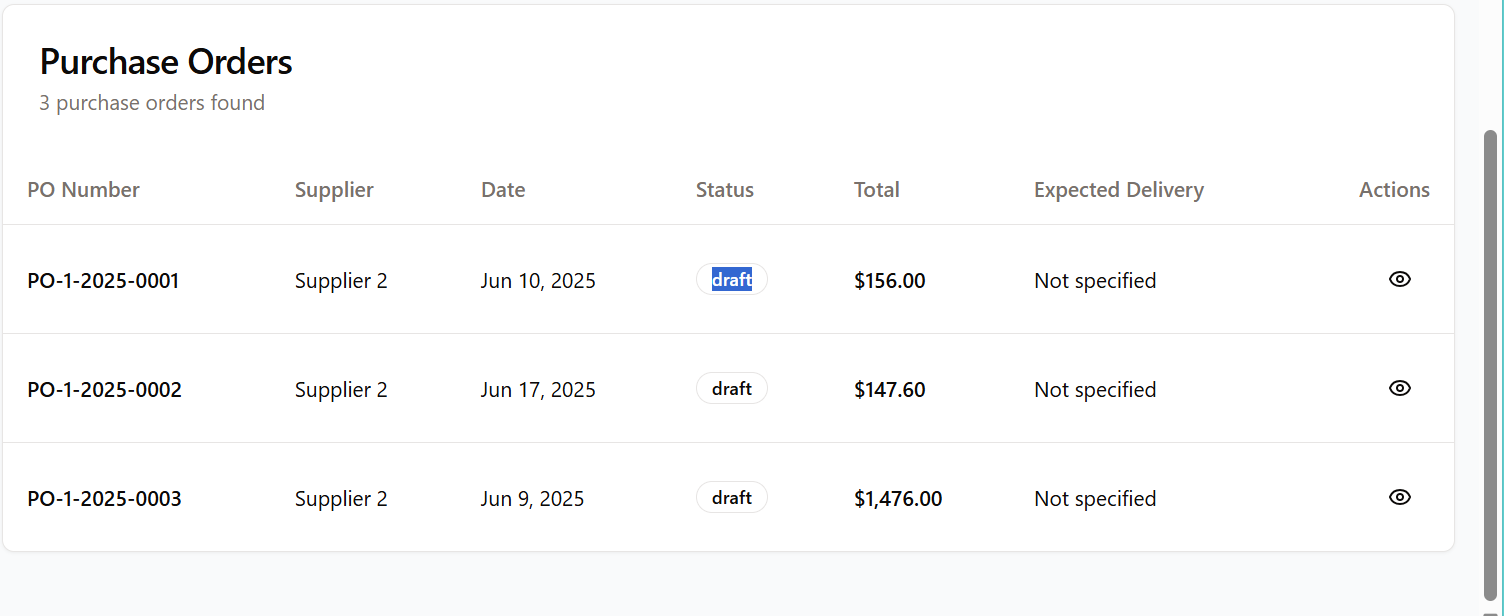 Purchase Orders
3 purchase orders found
PO Number Supplier Date Status Total Expected Delivery Actions
PO-1-2025-0001 Supplier 2 Jun 10, 2025 draft $156.00 Not specified
PO-1-2025-0002 Supplier 2 Jun 17, 2025 draft $147.60 Not specified
PO-1-2025-0003 Supplier 2 Jun 9, 2025 draft $1,476.00 Not specified